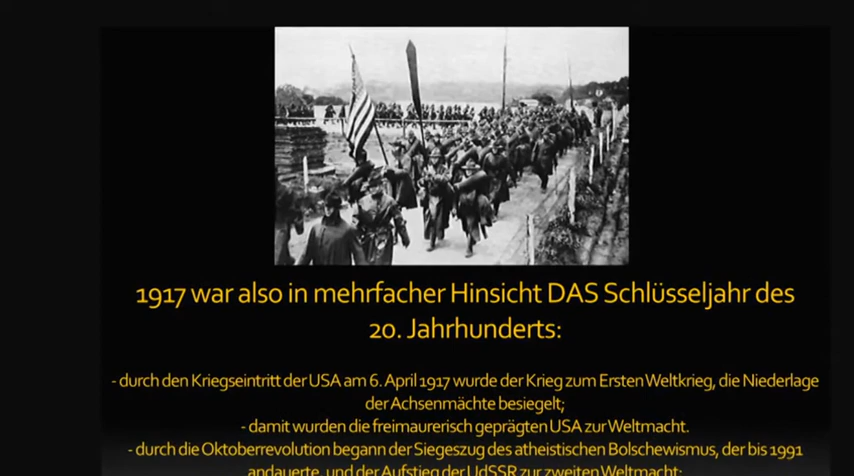 1917 war also in mehrfacher Hinsicht DAS Schlüsseljahr des
20. Jahrhunderts:
- durch den Kriegseintritt der USA am 6. April 1917 wurde der Krieg zum Ersten Weltkrieg, die Niederlage
der Achsenmächte besiegelt;
- damit wurden die freimaurerisch geprägten USA zur Weltmacht.
- durch die Oktoberrevolution begann der Siegeszug des atheistischen Bolschewismus, der bis 1991
andauerte, und der Aufstieg der UdSSR zur zweiten Weltmacht;